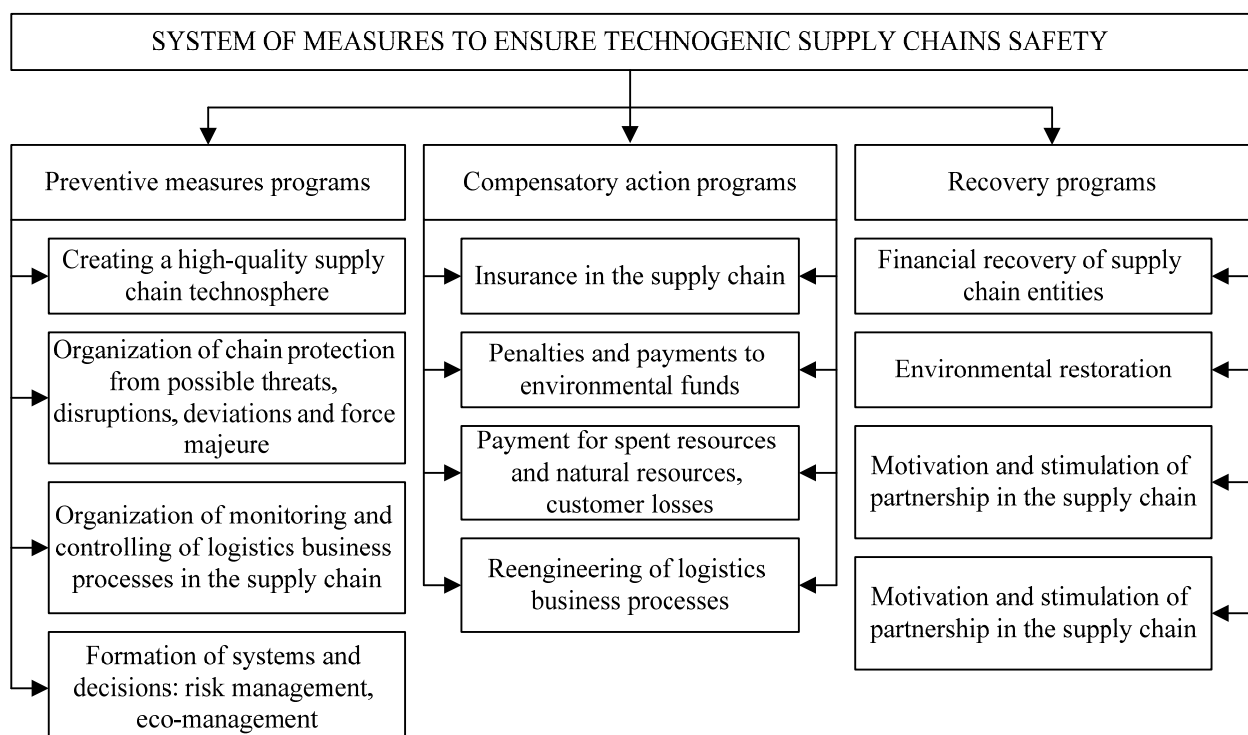 SYSTEM OF MEASURES TO ENSURE TECHNOGENIC SUPPLY CHAINS SAFETY
Preventive measures programs
Creating a high-quality supply
chain technosphere
Organization of chain protection
from possible threats,
disruptions, deviations and force
majeure
Organization of monitoring and
controlling of logistics business
processes in the supply chain
Formation of systems and
decisions: risk management,
eco-management
Compensatory action programs
Insurance in the supply chain
Penalties and payments to
environmental funds
Payment for spent resources
and natural resources,
customer losses
Reengineering of logistics
business processes
Recovery programs
Financial recovery of supply
chain entities
Environmental restoration
Motivation and stimulation of
partnership in the supply chain
Motivation and stimulation of
partnership in the supply chain